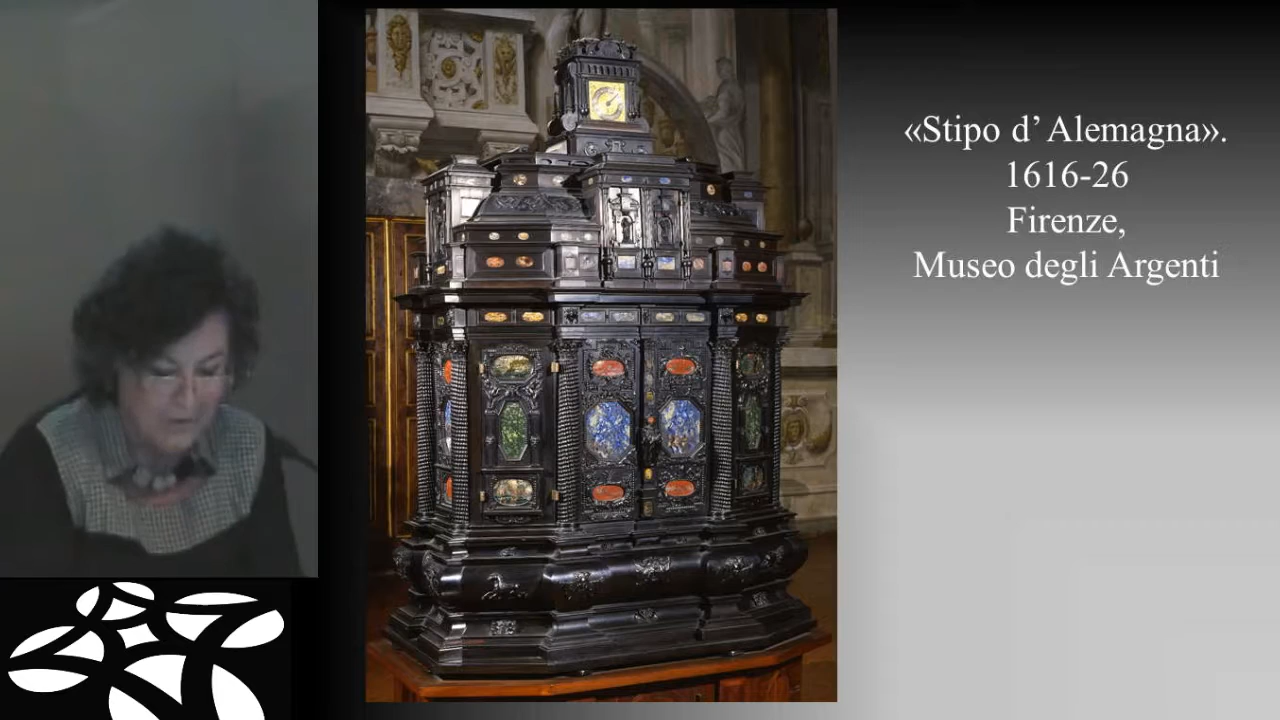 «Stipo d’ Alemagna».
1616-26
Firenze,
Museo degli Argenti